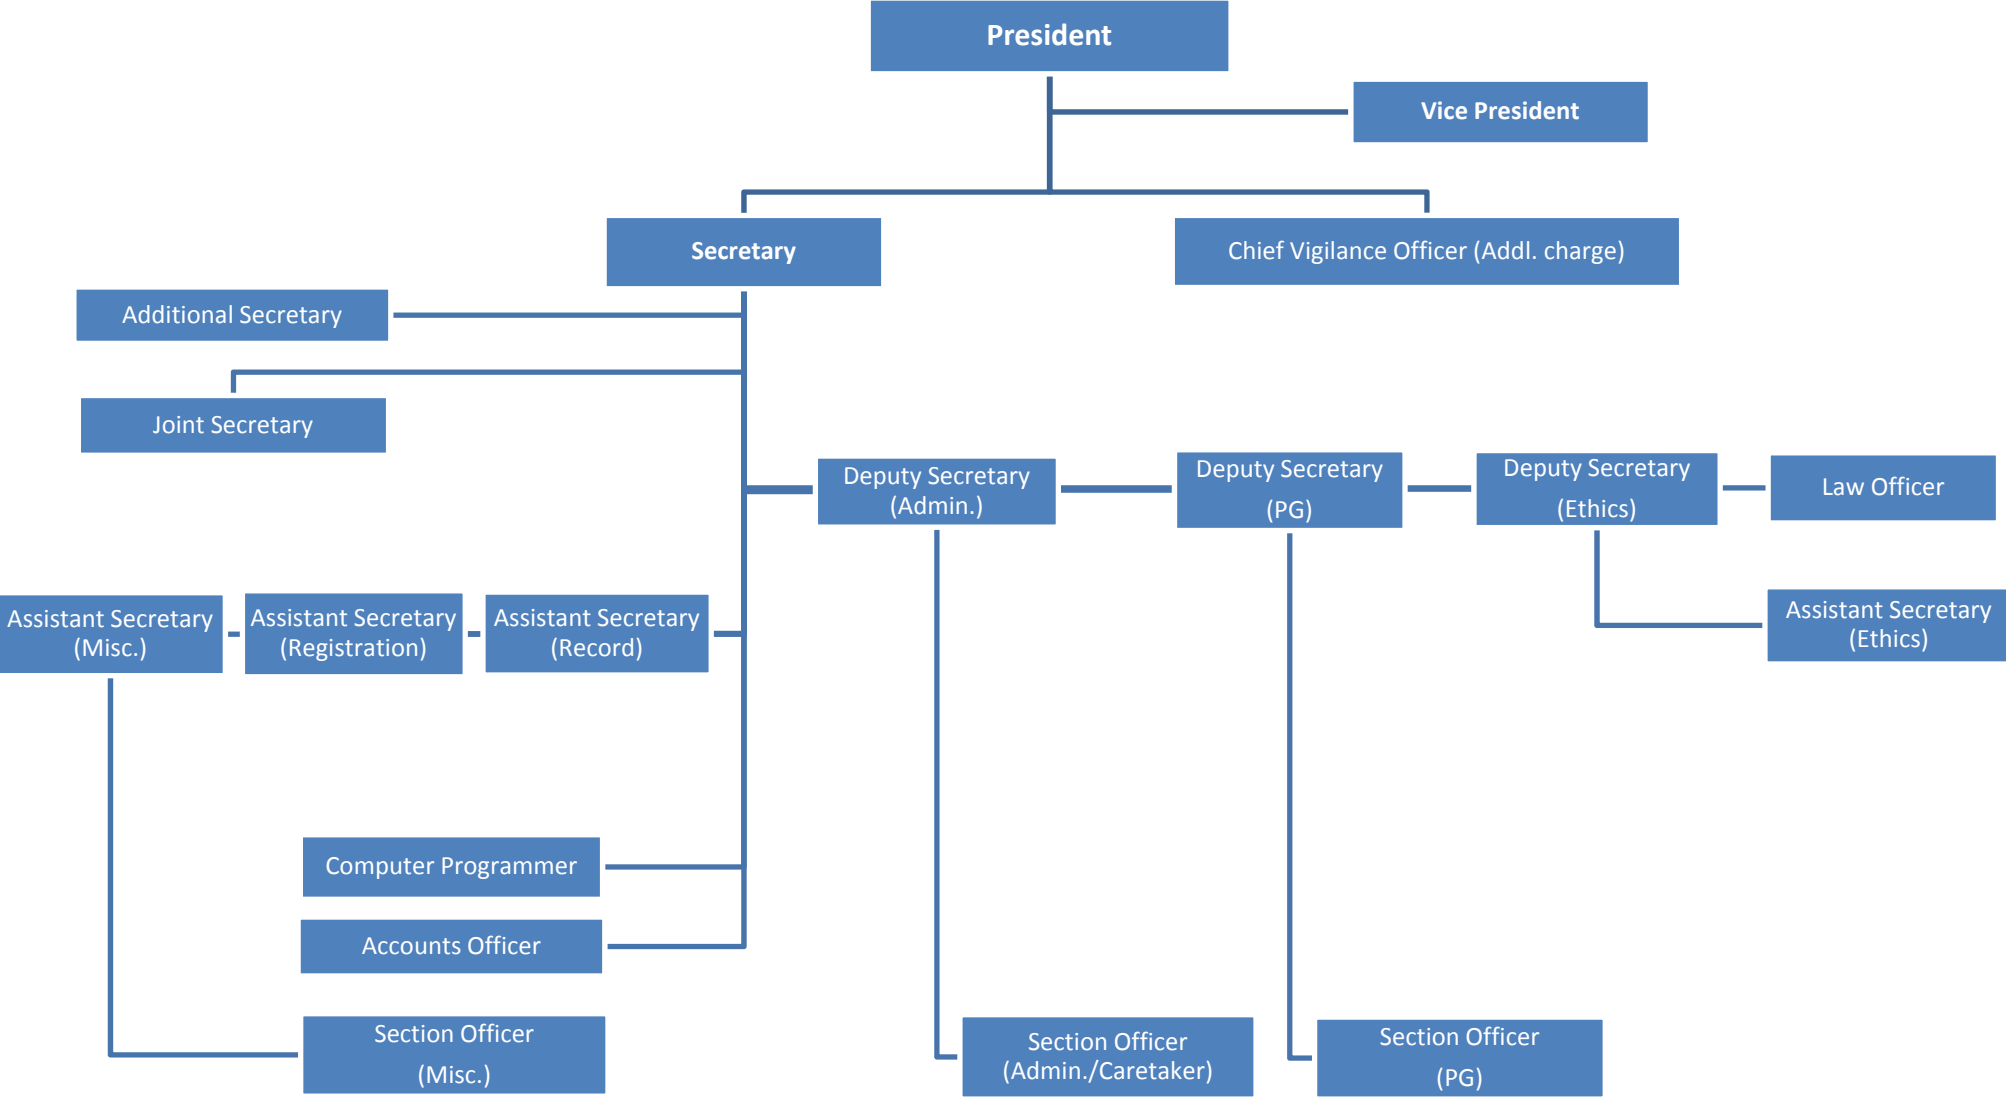 President
Vice President
Secretary
Chief Vigilance Officer (Addl. charge)
Additional Secretary
Joint Secretary
Deputy Secretary
(Admin.)
Deputy Secretary
(PG)
Deputy Secretary
(Ethics)
Law Officer
Assistant Secretary
(Misc.)
Assistant Secretary
(Registration)
Assistant Secretary
(Record)
Assistant Secretary
(Ethics)
Computer Programmer
Accounts Officer
Section Officer
(Misc.)
Section Officer
(Admin./Caretaker)
Section Officer
(PG)